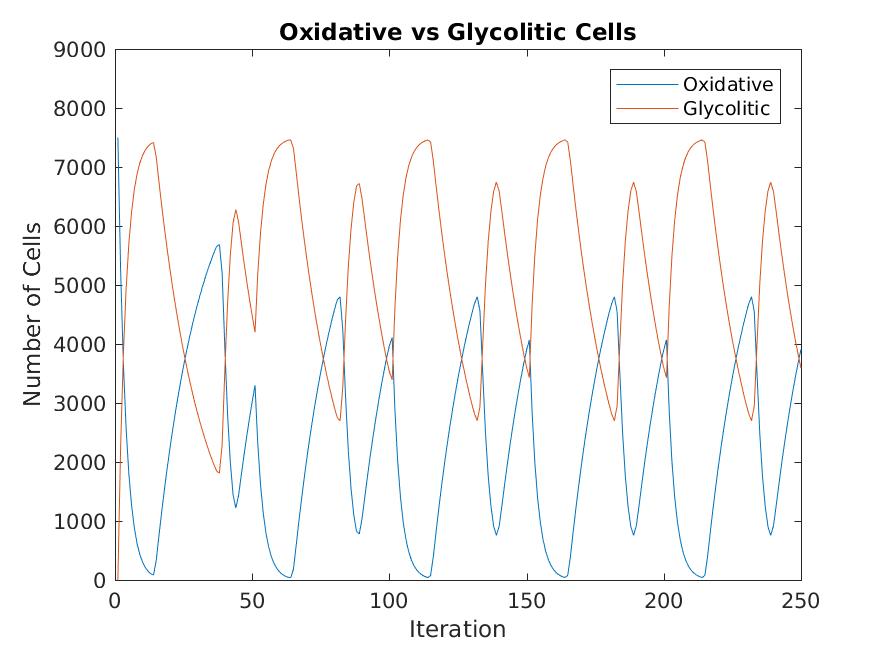 Oxidative vs Glycolitic Cells
9000
8000
7000
6000
5000
4000
3000
2000
1000
0
Number of Cells
Oxidative
Glycolitic
0 50 100 150 200 250
Iteration